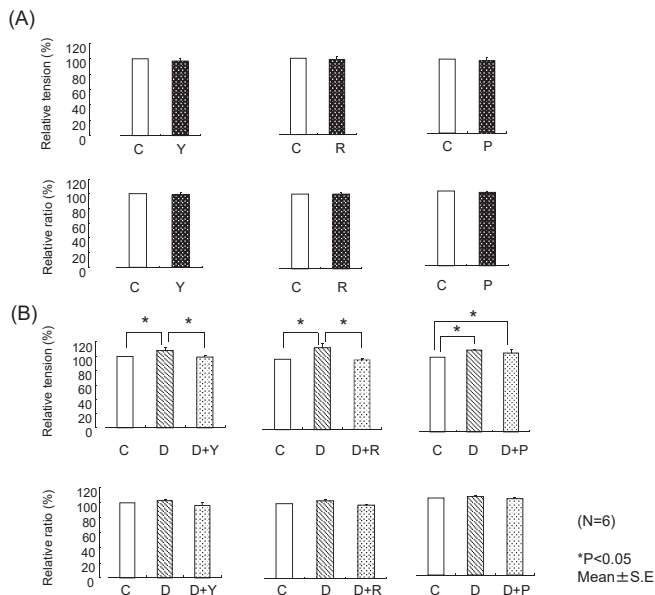 (A)
Relative tension (%)
120
100
80
60
40
20
0
C Y
C R
C P
Relative ratio (%)
120
100
80
60
40
20
0
C Y
C R
C P
(B)
* *
* *
*
*
Relative tension (%)
120
100
80
60
40
20
0
C D D+Y
C D D+R
C D D+P
Relative ratio (%)
120
100
80
60
40
20
0
C D D+Y
C D D+R
C D D+P
(N=6)
*P<0.05
Mean±S.E